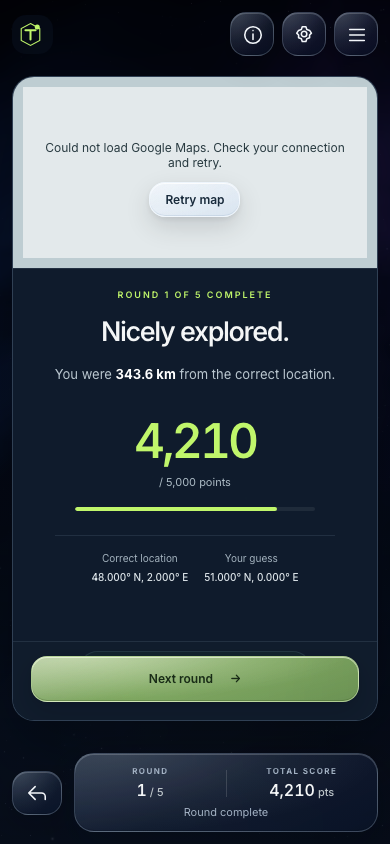 Could not load Google Maps. Check your connection
and retry.
Retry map
ROUND 1 OF 5 COMPLETE
Nicely explored.
You were 343.6 km from the correct location.
4,210
/ 5,000 points
Correct location
Your guess
48.000° N, 2.000° E
51.000° N, 0.000° E
Next round →
ROUND
TOTAL SCORE
1 / 5
4,210 pts
Round complete